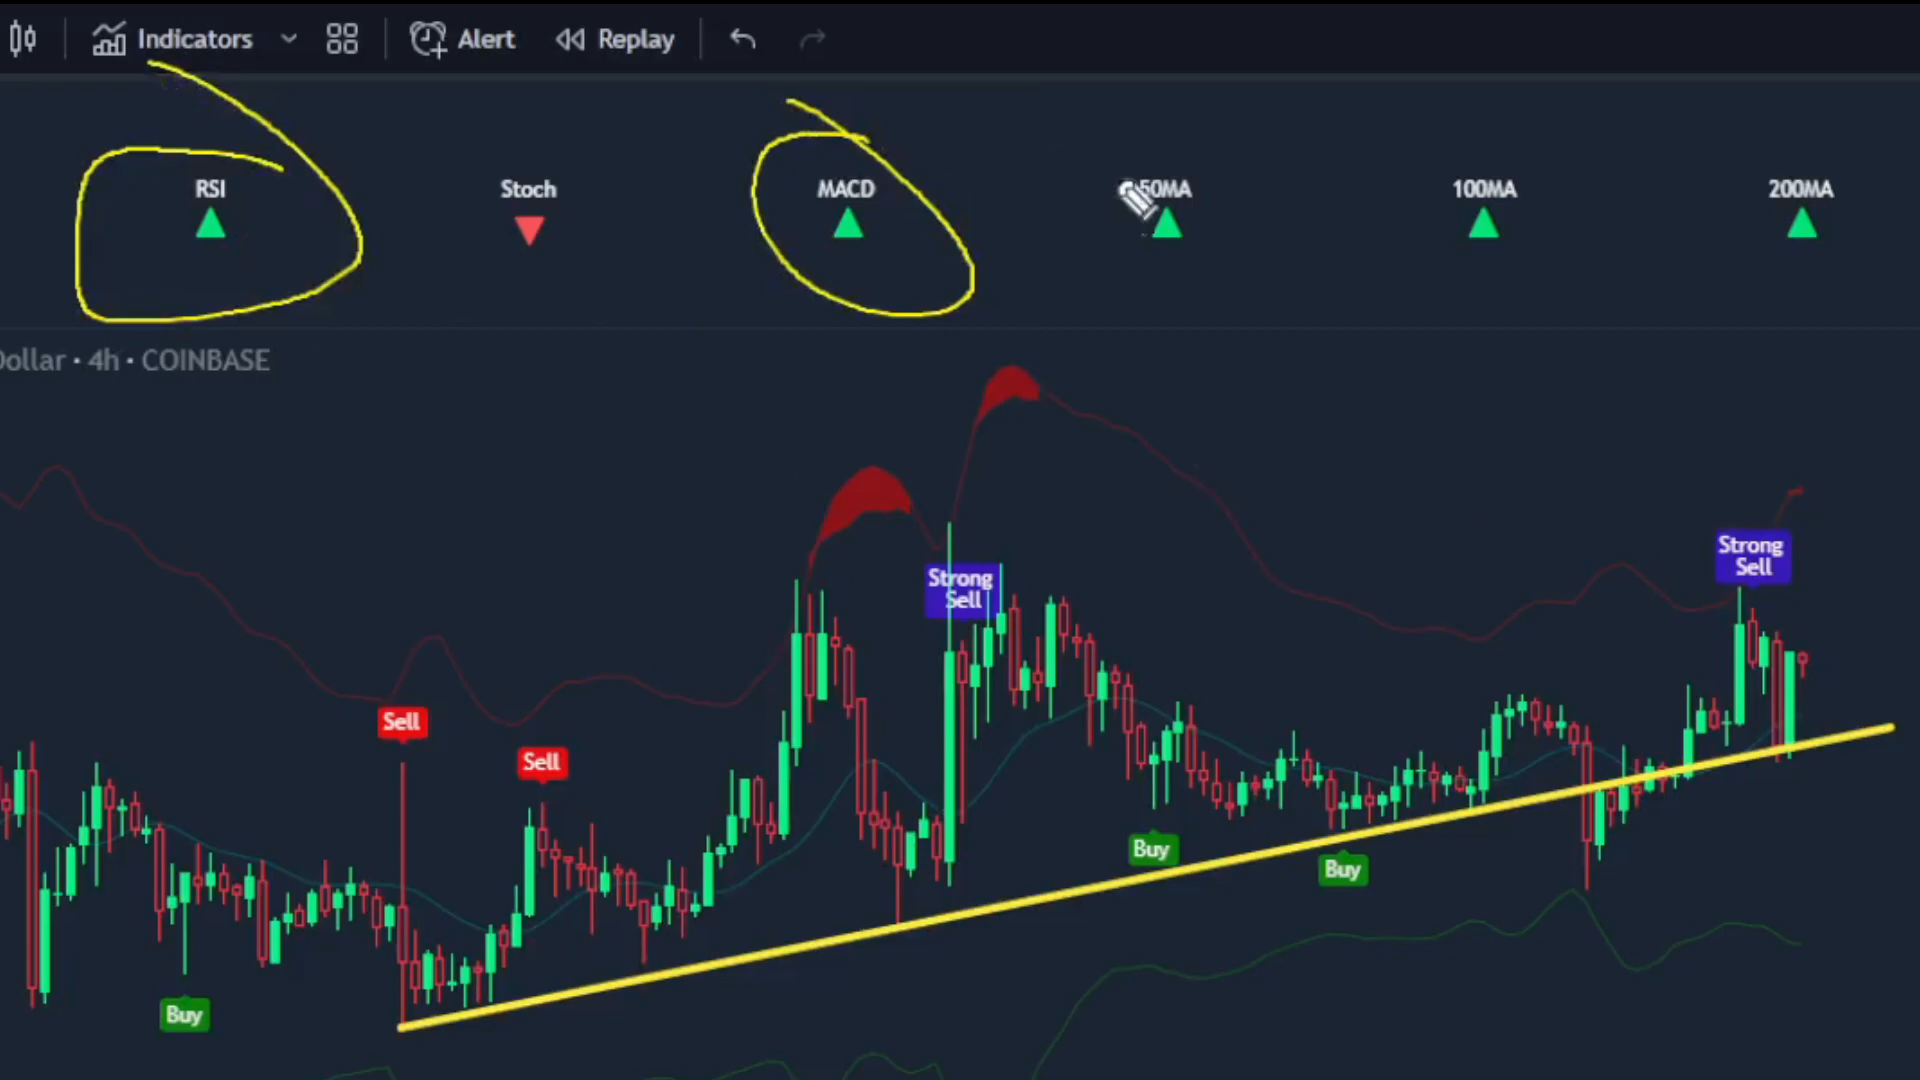 Indicators Alert Replay
RSI Stoch MACD 50MA 100MA 200MA
Dollar · 4h · COINBASE
Strong
Sell
Strong
Sell
Sell
Sell
Buy
Buy
Buy